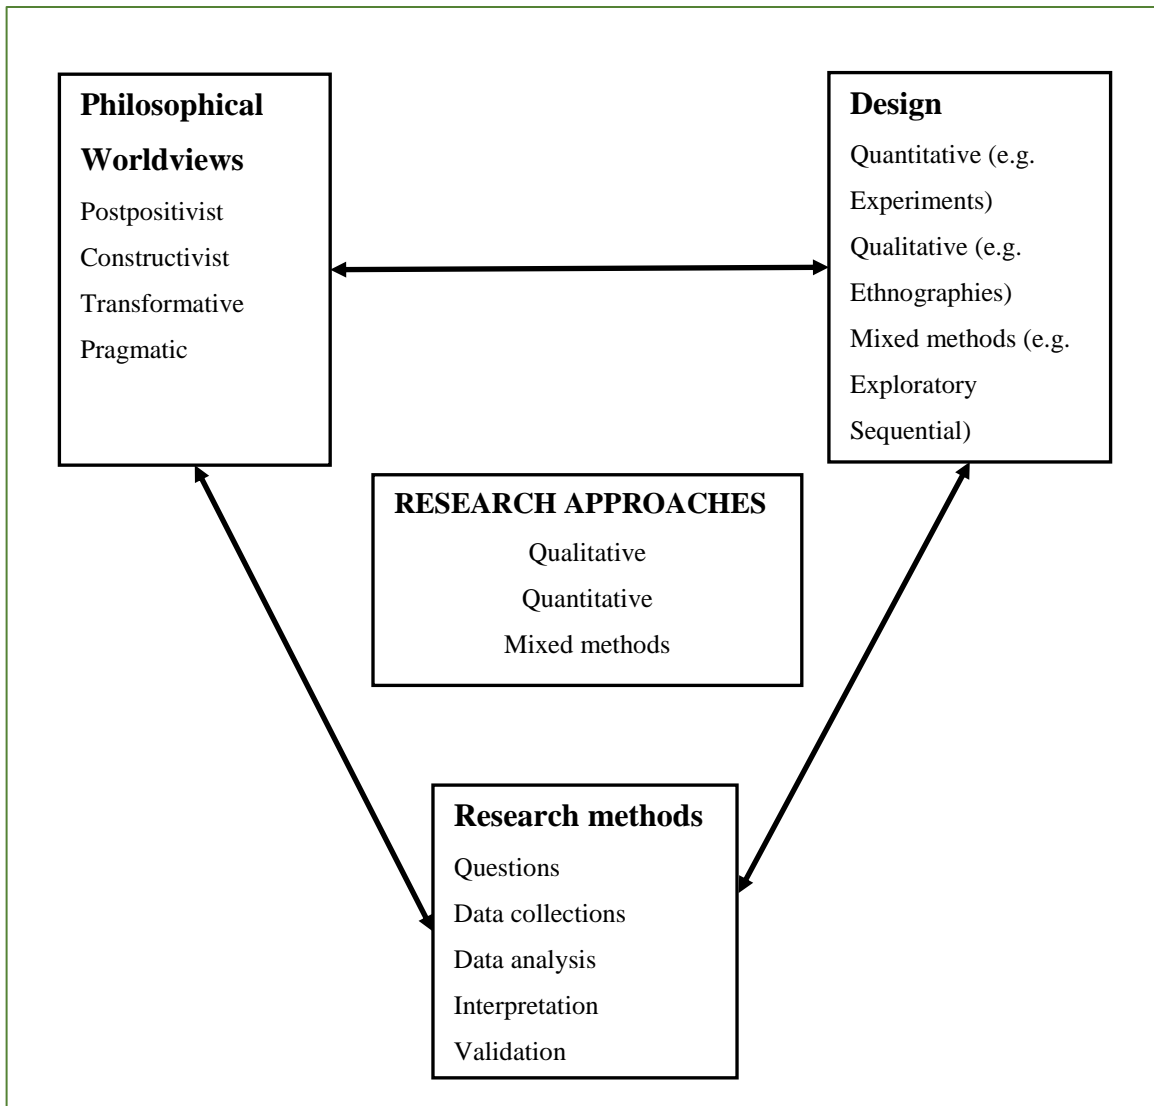 Philosophical
Worldviews
Postpositivist
Constructivist
Transformative
Pragmatic
Design
Quantitative (e.g.
Experiments)
Qualitative (e.g.
Ethnographies)
Mixed methods (e.g.
Exploratory
Sequential)
RESEARCH APPROACHES
Qualitative
Quantitative
Mixed methods
Research methods
Questions
Data collections
Data analysis
Interpretation
Validation